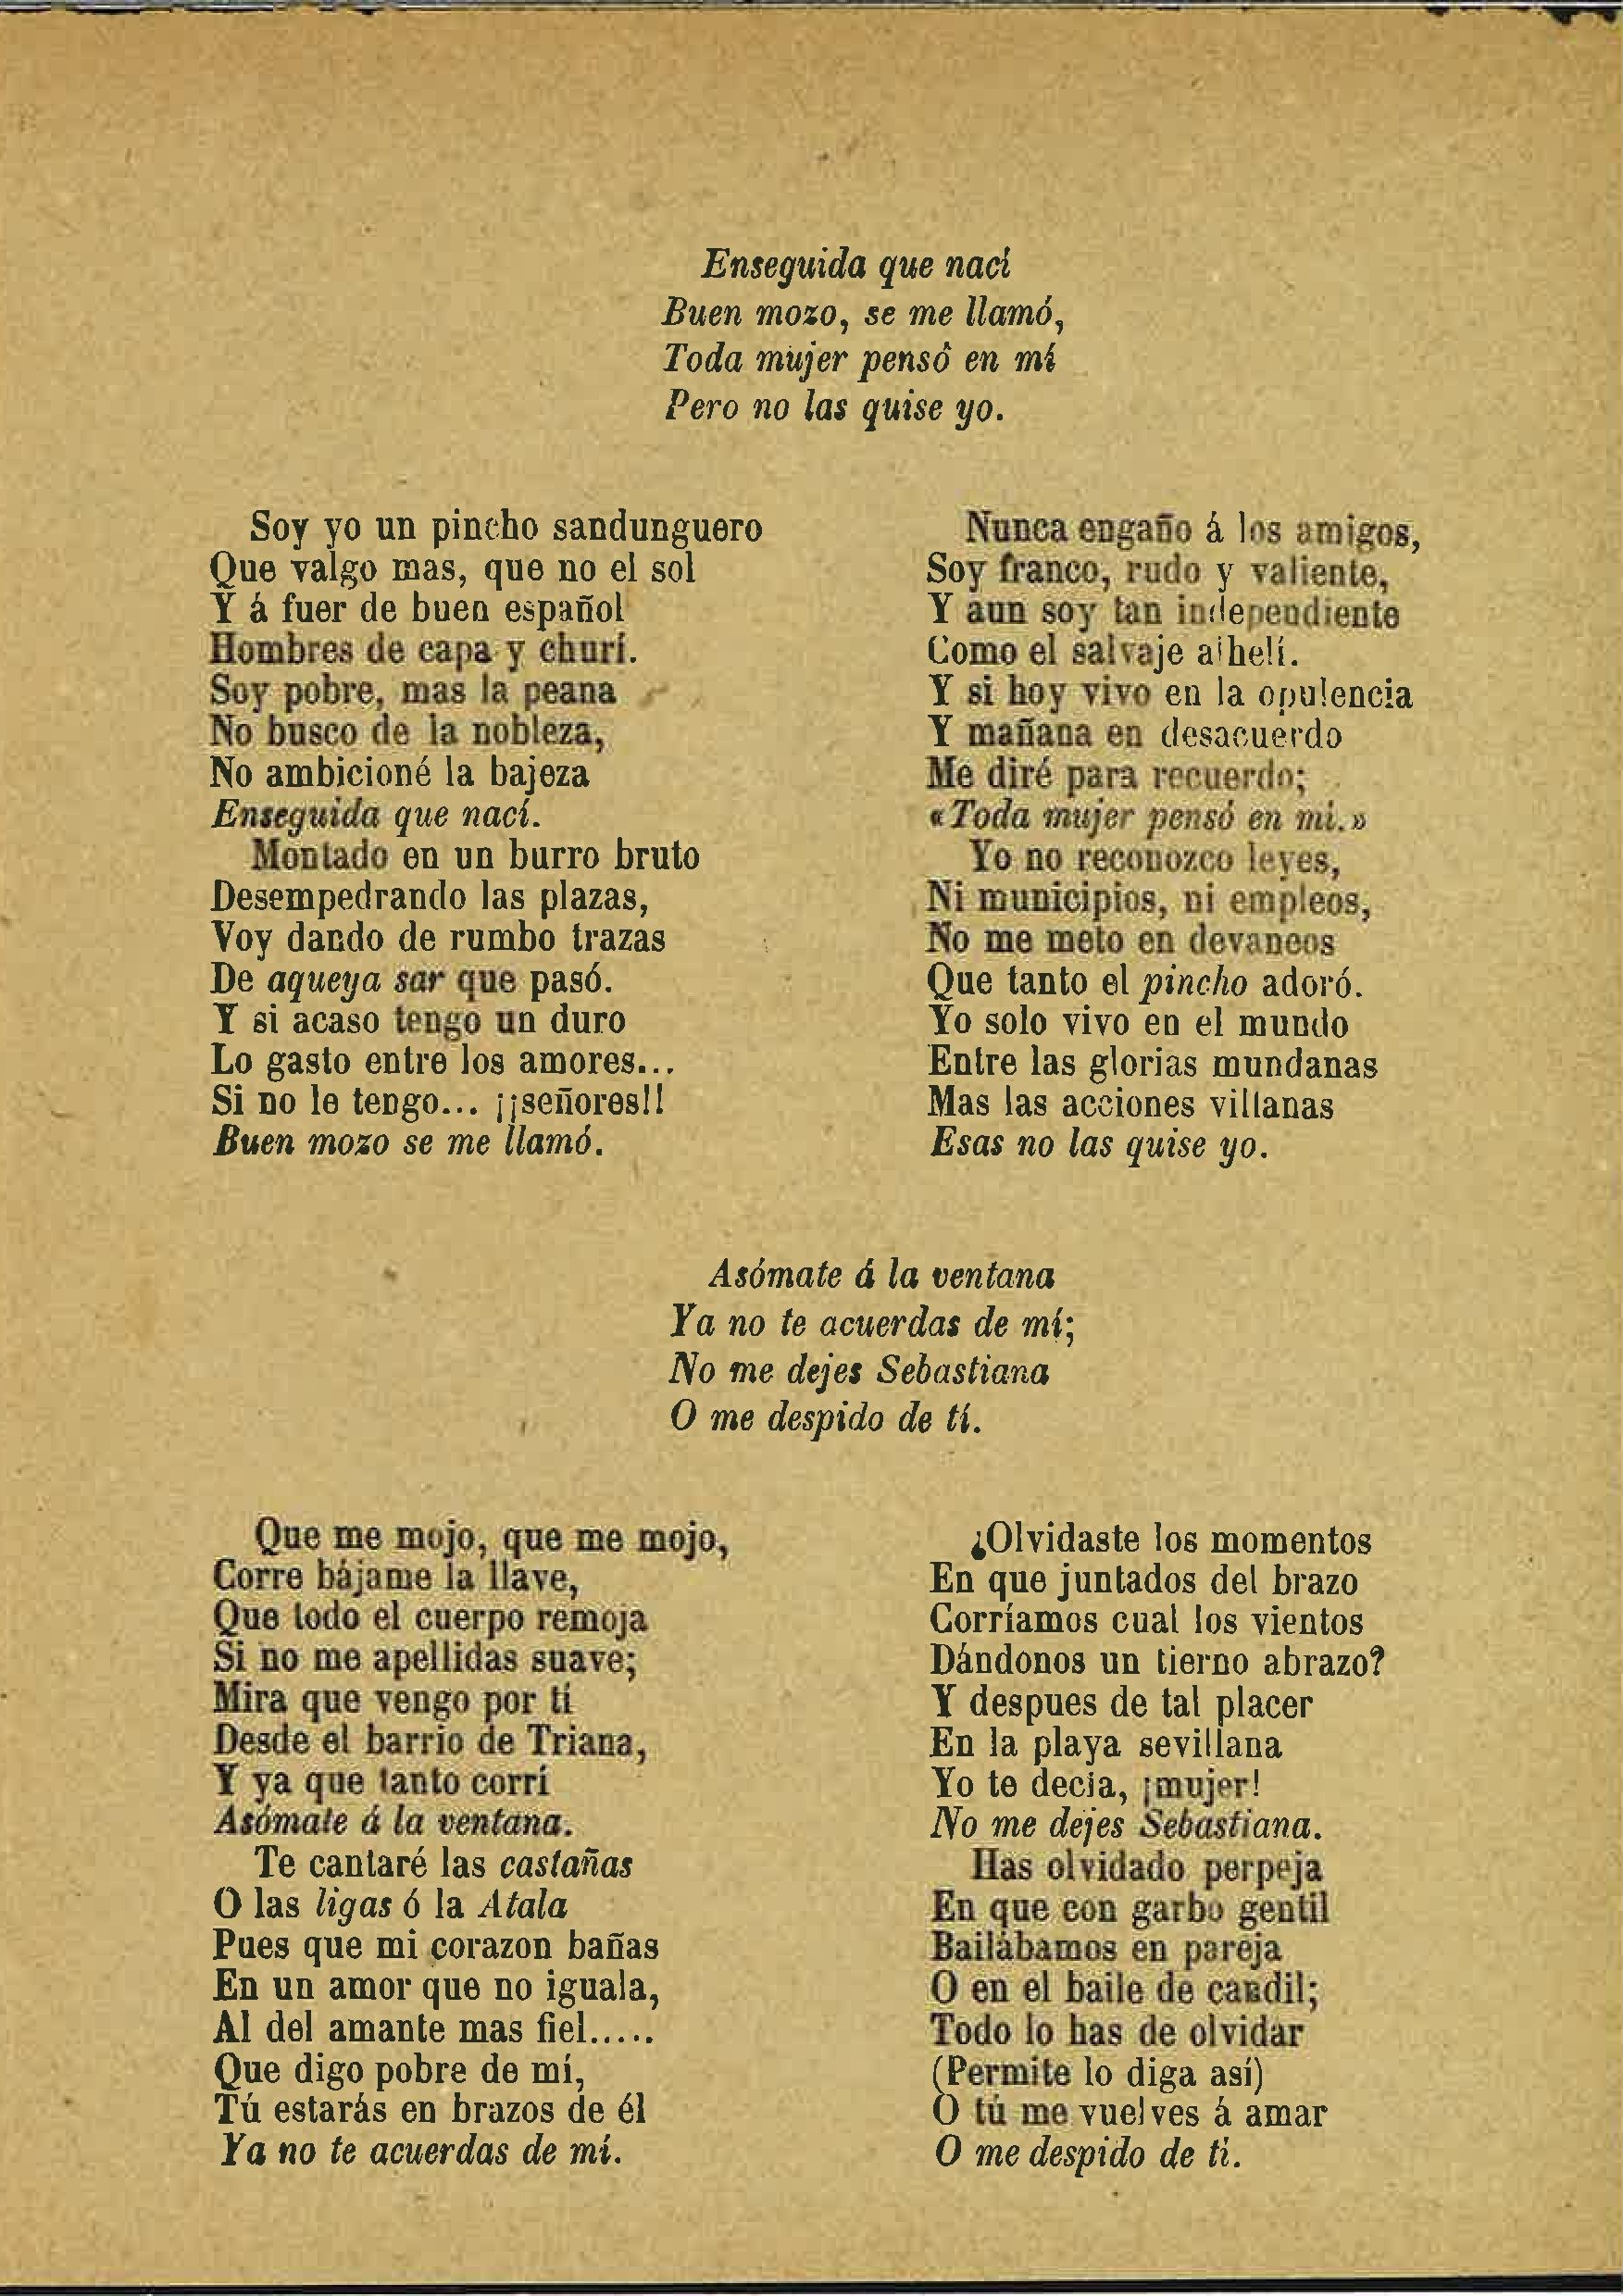 Enseguida que nací
Buen mozo, se me llamó,
Toda mujer pensó en mí
Pero no las quise yo.
Soy yo un pincho sandunguero
Que valgo mas, que no el sol
Y á fuer de buen español
Hombres de capa y churí.
Soy pobre, mas la peana
No busco de la nobleza,
No ambicioné la bajeza
Enseguida que nací.
Montado en un burro bruto
Desempedrando las plazas,
Voy dando de rumbo trazas
De aqueya sar que pasó.
Y si acaso tengo un duro
Lo gasto entre los amores...
Si no le tengo... ¡¡señores!!
Buen mozo se me llamó.
Nunca engaño á los amigos,
Soy franco, rudo y valiente,
Y aun soy tan independiente
Como el salvaje alhelí.
Y si hoy vivo en la opulencia
Y mañana en desacuerdo
Me diré para recuerdo;
«Toda mujer pensó en mi.»
Yo no reconozco leyes,
Ni municipios, ni empleos,
No me meto en devaneos
Que tanto el pincho adoró.
Yo solo vivo en el mundo
Entre las glorias mundanas
Mas las acciones villanas
Esas no las quise yo.
Asómate á la ventana
Ya no te acuerdas de mí;
No me dejes Sebastiana
O me despido de tí.
Que me mojo, que me mojo,
Corre bájame la llave,
Que todo el cuerpo remoja
Si no me apellidas suave;
Mira que vengo por tí
Desde el barrio de Triana,
Y ya que tanto corrí
Asómate á la ventana.
Te cantaré las castañas
O las ligas ó la Atala
Pues que mi corazon bañas
En un amor que no iguala,
Al del amante mas fiel.....
Que digo pobre de mí,
Tú estarás en brazos de él
Ya no te acuerdas de mí.
¿Olvidaste los momentos
En que juntados del brazo
Corríamos cual los vientos
Dándonos un tierno abrazo?
Y despues de tal placer
En la playa sevillana
Yo te decia, ¡mujer!
No me dejes Sebastiana.
Has olvidado perpeja
En que con garbo gentil
Bailábamos en pareja
O en el baile de candil;
Todo lo has de olvidar
(Permite lo diga así)
O tú me vuelves á amar
O me despido de ti.